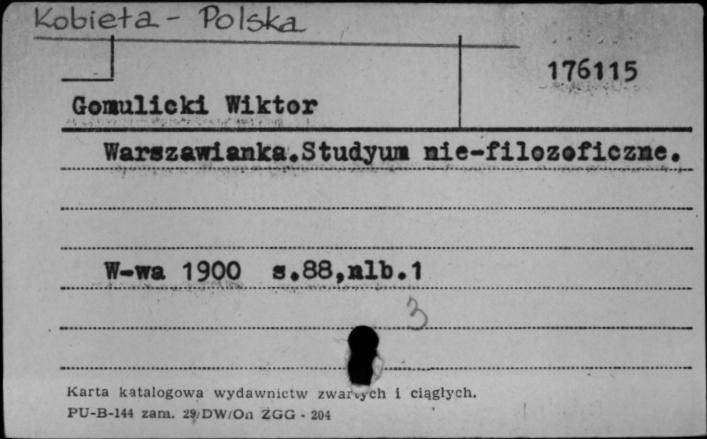 Kobieta - Polska
176115
Gomulicki Wiktor
Warszawianka.Studyum nie-filozoficzne.
W-wa 1900 s.88,nlb.1
3
Karta katalogowa wydawnictw zwartych i ciągłych.
PU-B-144 zam. 29/DW/On ZGG - 204